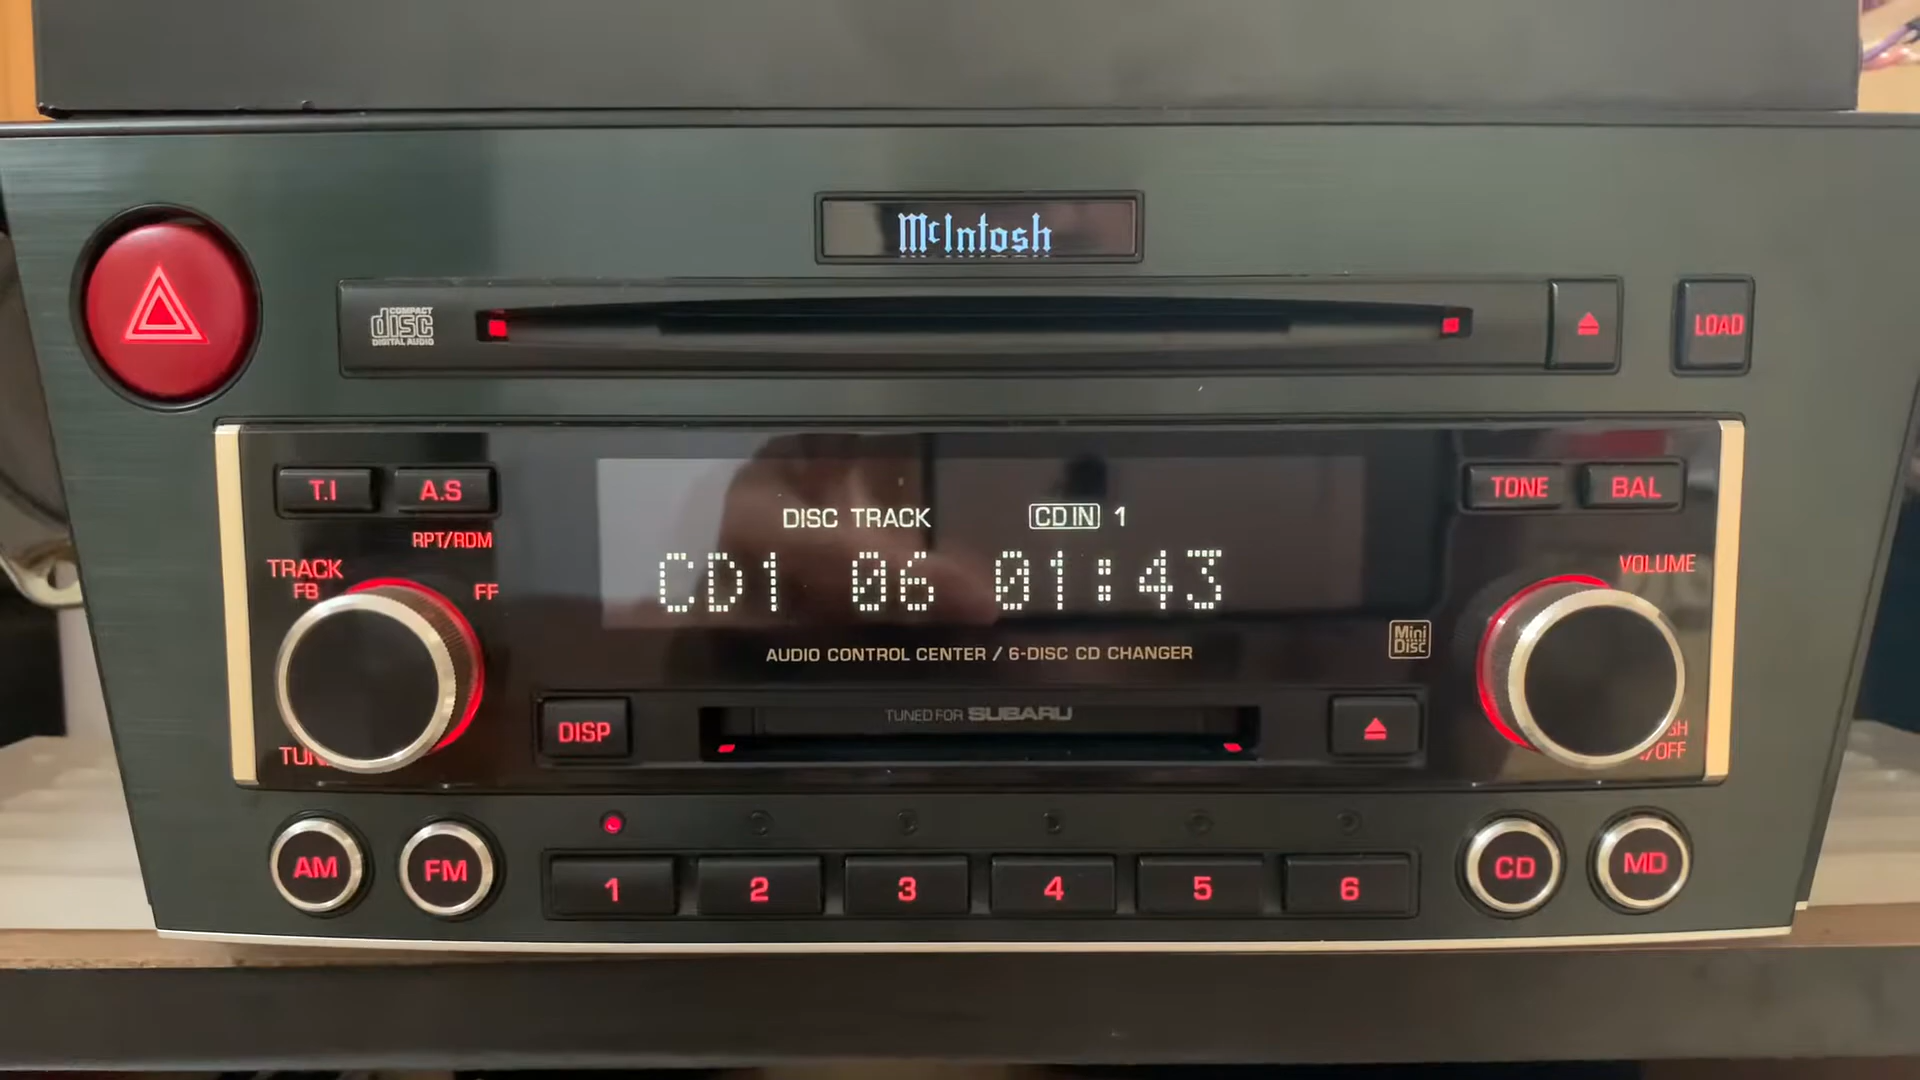 McIntosh
COMPACT
disc
DIGITAL AUDIO
LOAD
T.I
A.S
TONE
BAL
DISC TRACK
CD IN 1
RPT/RDM
TRACK
FB
FF
VOLUME
CD1 06 01:43
Mini
Disc
AUDIO CONTROL CENTER / 6-DISC CD CHANGER
TUNED FOR SUBARU
DISP
/OFF
AM
FM
1
2
3
4
5
6
CD
MD